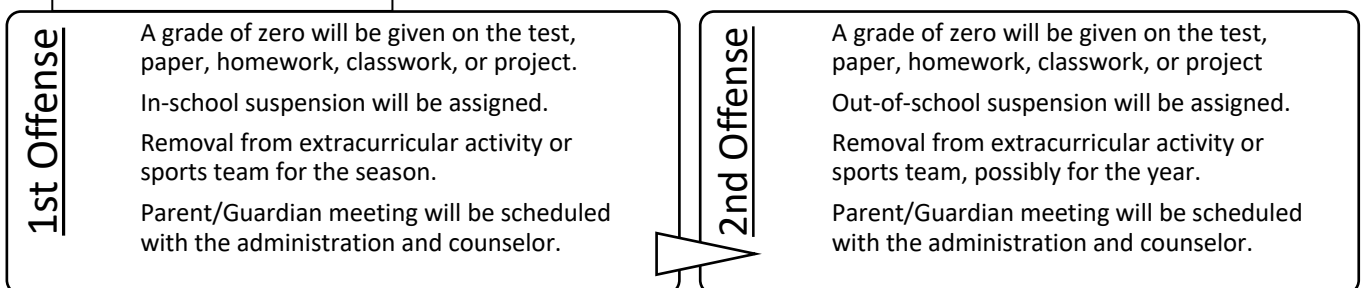 1st Offense
A grade of zero will be given on the test,
paper, homework, classwork, or project.
In-school suspension will be assigned.
Removal from extracurricular activity or
sports team for the season.
Parent/Guardian meeting will be scheduled
with the administration and counselor.
2nd Offense
A grade of zero will be given on the test,
paper, homework, classwork, or project
Out-of-school suspension will be assigned.
Removal from extracurricular activity or
sports team, possibly for the year.
Parent/Guardian meeting will be scheduled
with the administration and counselor.